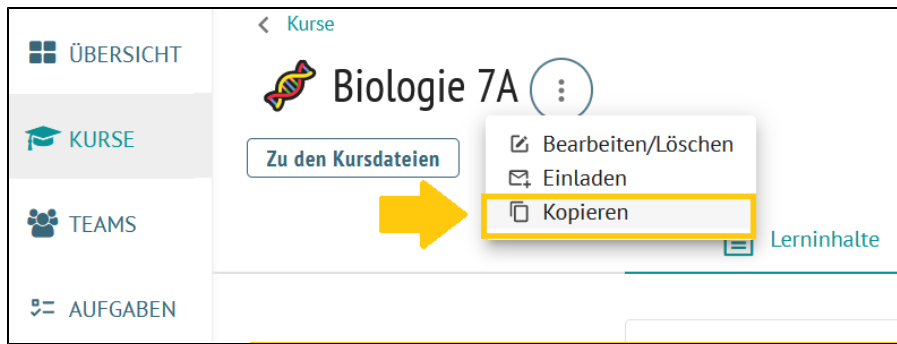 ÜBERSICHT
KURSE
TEAMS
AUFGABEN
Kurse
Biologie 7A
Zu den Kursdateien
Bearbeiten/Löschen
Einladen
Kopieren
Lerninhalte